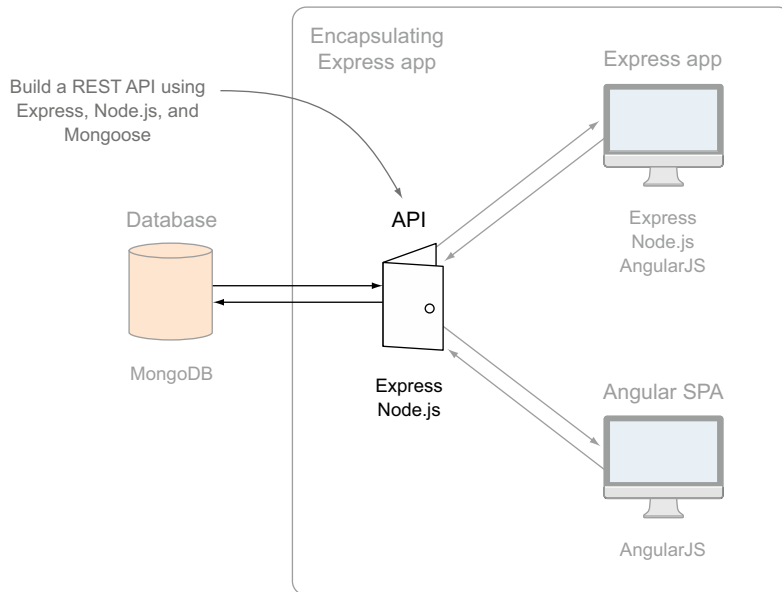 Encapsulating
Express app
Express app
Build a REST API using
Express, Node.js, and
Mongoose
Database
API
Express
Node.js
AngularJS
MongoDB
Express
Node.js
Angular SPA
AngularJS